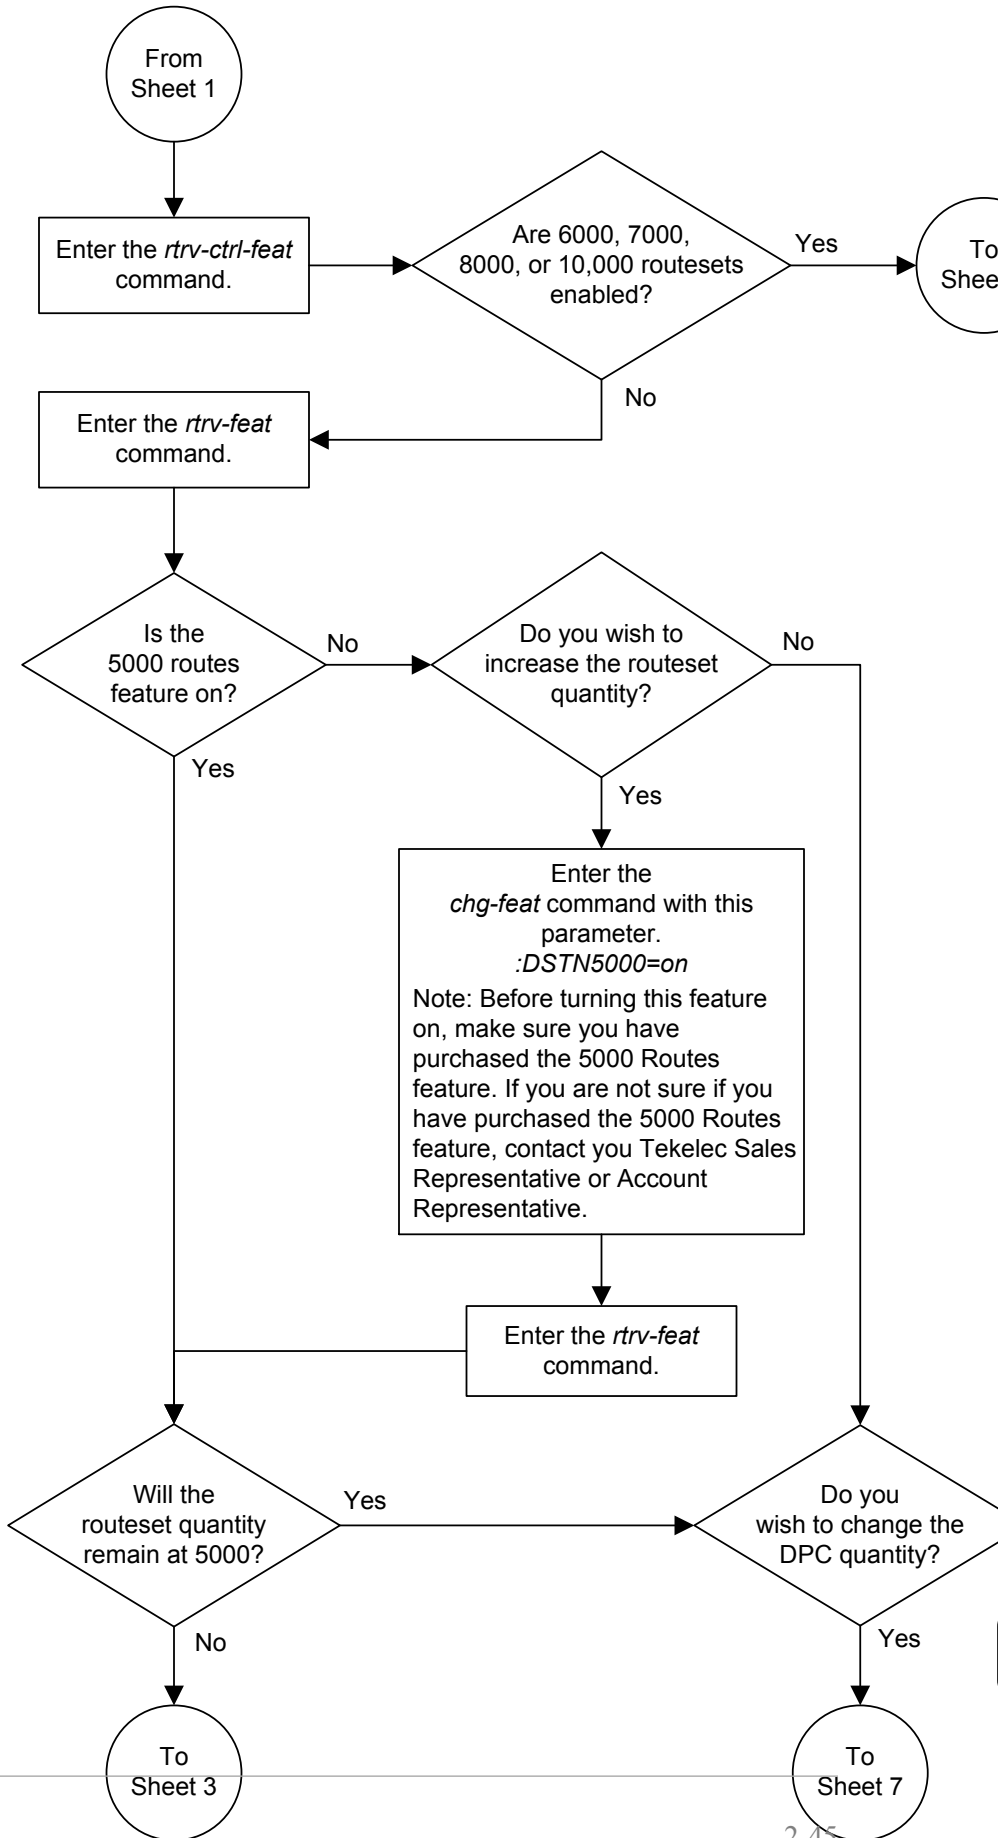 From
Sheet 1
Enter the rtrv-ctrl-feat
command.
Are 6000, 7000,
8000, or 10,000 routesets
enabled?
Yes
To
No
Enter the rtrv-feat
command.
Is the
5000 routes
feature on?
No
Do you wish to
increase the routeset
quantity?
No
Yes
Yes
Enter the
chg-feat command with this
parameter.
:DSTN5000=on
Note: Before turning this feature
on, make sure you have
purchased the 5000 Routes
feature. If you are not sure if you
have purchased the 5000 Routes
feature, contact you Tekelec Sales
Representative or Account
Representative.
Enter the rtrv-feat
command.
Will the
routeset quantity
remain at 5000?
Yes
Do you
wish to change the
DPC quantity?
No
Yes
To
Sheet 3
To
Sheet 7
2-45